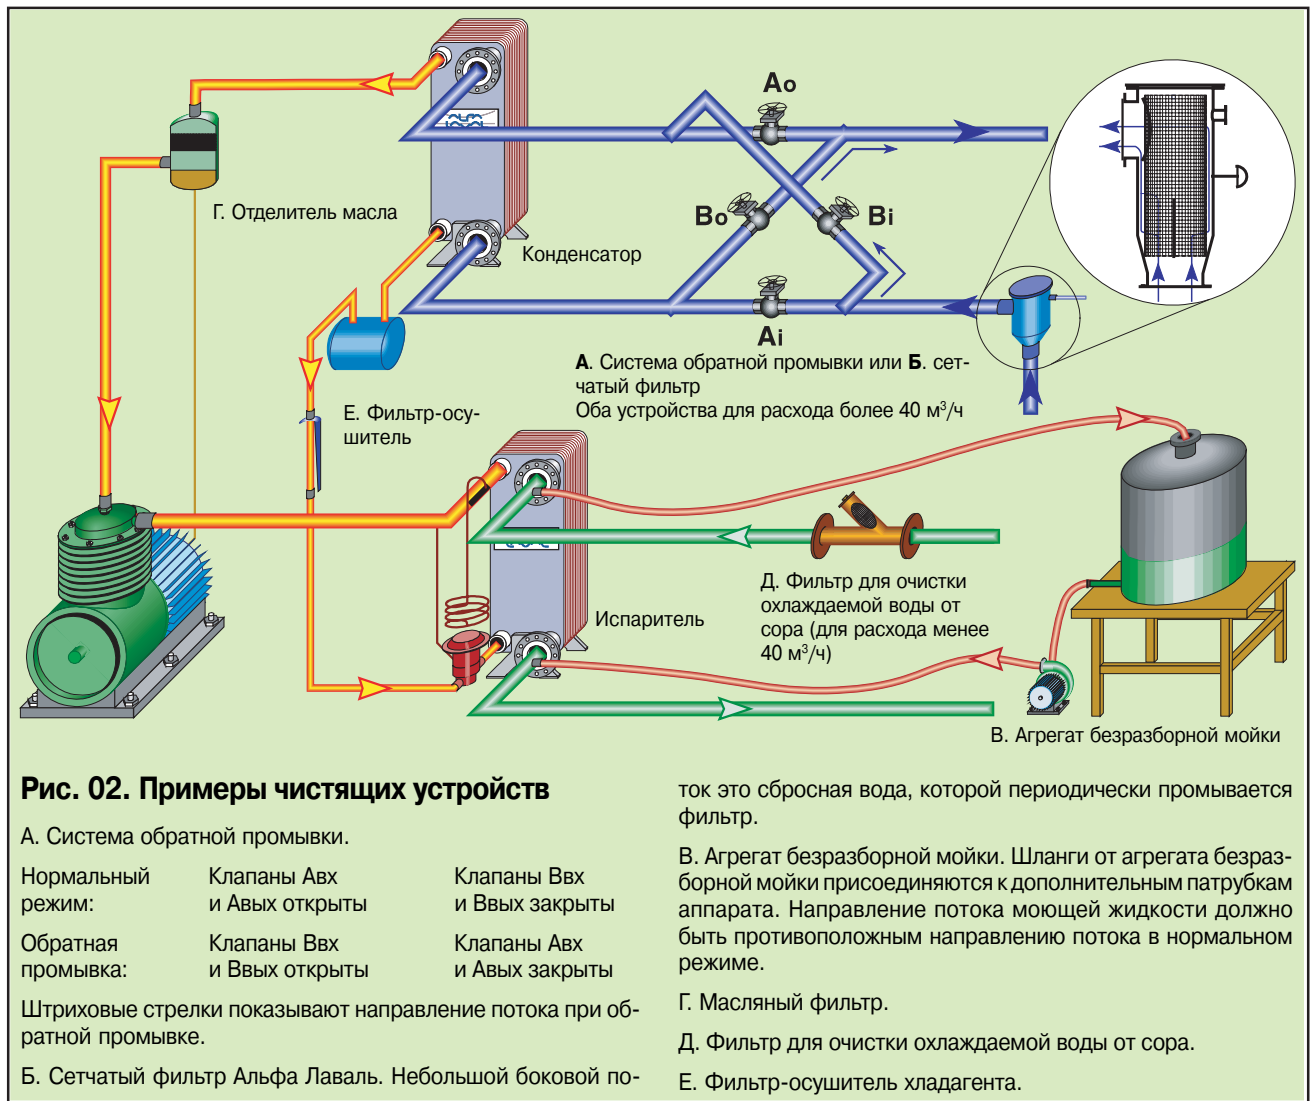 Ao
Г. Отделитель масла
Bo
Bi
Конденсатор
Ai
А. Система обратной промывки или Б. сет-
чатый фильтр
Оба устройства для расхода более 40 м³/ч
Е. Фильтр-осу-
шитель
Д. Фильтр для очистки
охлаждаемой воды от
сора (для расхода менее
40 м³/ч)
Испаритель
В. Агрегат безразборной мойки
Рис. 02. Примеры чистящих устройств
А. Система обратной промывки.
Нормальный Клапаны Авх Клапаны Ввх
режим: и Авых открыты и Ввых закрыты
Обратная Клапаны Ввх Клапаны Авх
промывка: и Ввых открыты и Авых закрыты
Штриховые стрелки показывают направление потока при об-
ратной промывке.
Б. Сетчатый фильтр Альфа Лаваль. Небольшой боковой по-
ток это сбросная вода, которой периодически промывается
фильтр.
В. Агрегат безразборной мойки. Шланги от агрегата безраз-
борной мойки присоединяются к дополнительным патрубкам
аппарата. Направление потока моющей жидкости должно
быть противоположным направлению потока в нормальном
режиме.
Г. Масляный фильтр.
Д. Фильтр для очистки охлаждаемой воды от сора.
Е. Фильтр-осушитель хладагента.